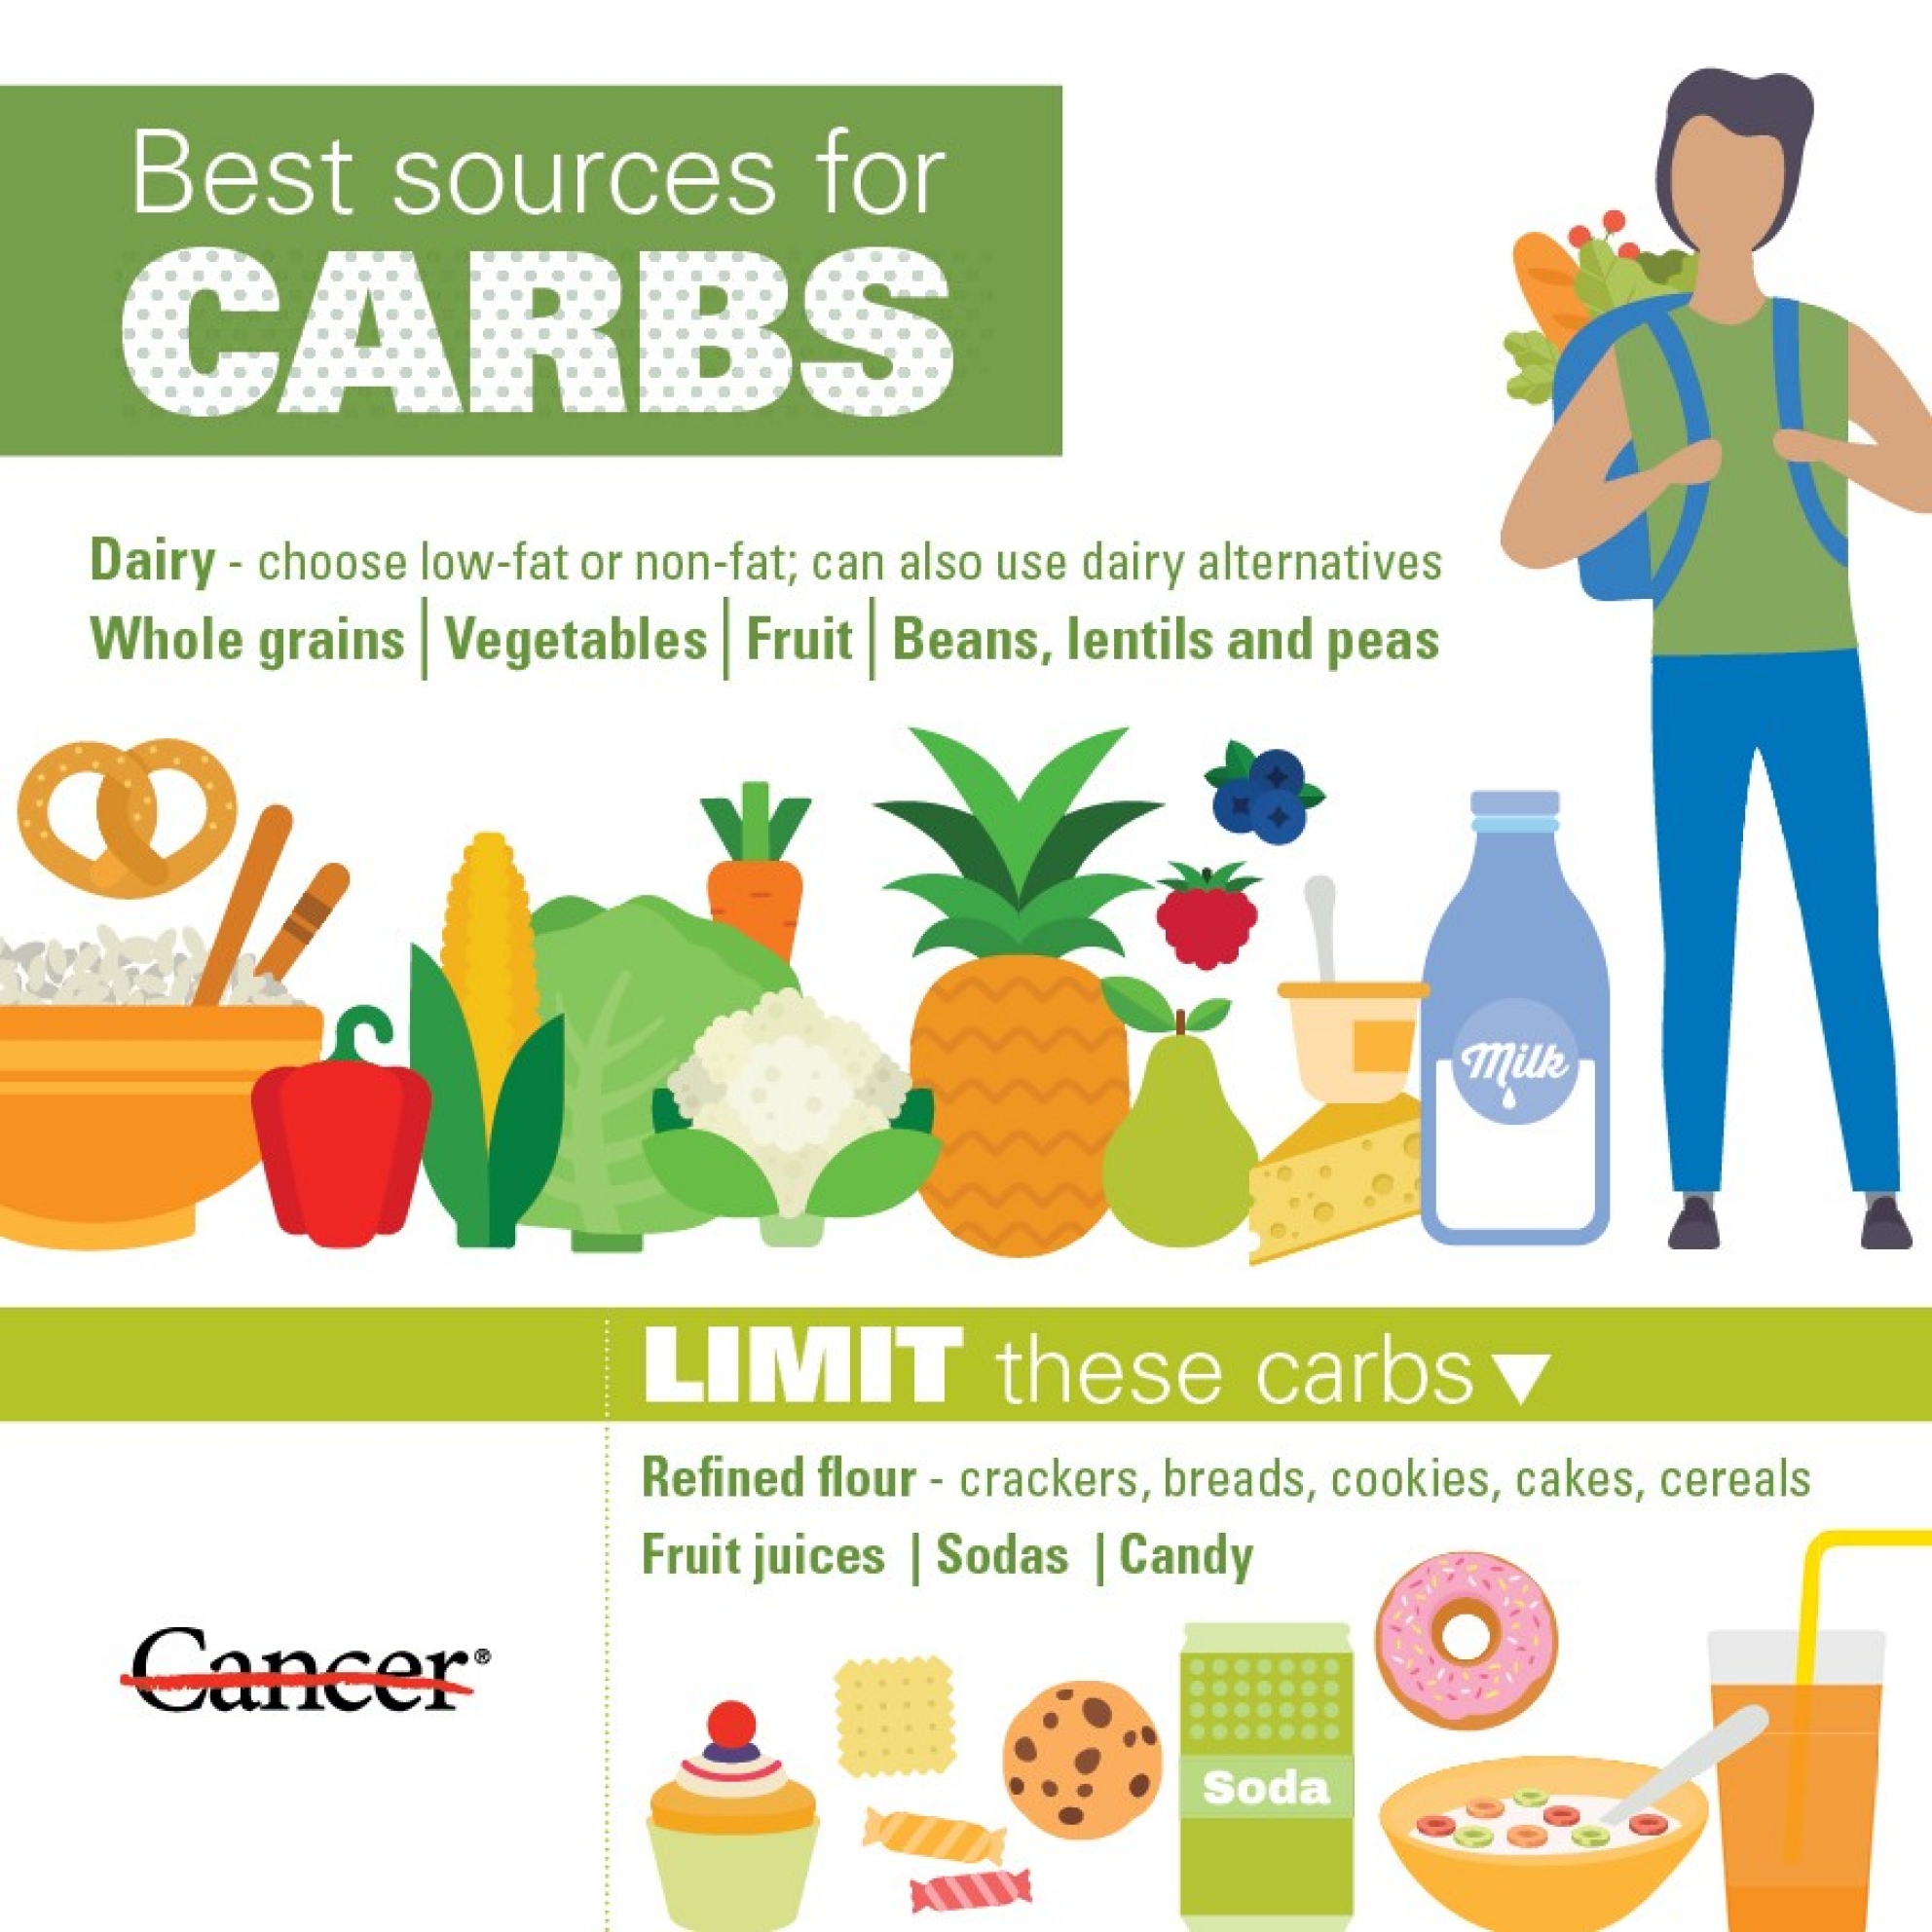 Best sources for
CARBS
Dairy - choose low-fat or non-fat; can also use dairy alternatives
Whole grains | Vegetables | Fruit | Beans, lentils and peas
Milk
LIMIT these carbs
Refined flour - crackers, breads, cookies, cakes, cereals
Fruit juices | Sodas | Candy
Cancer®
Soda